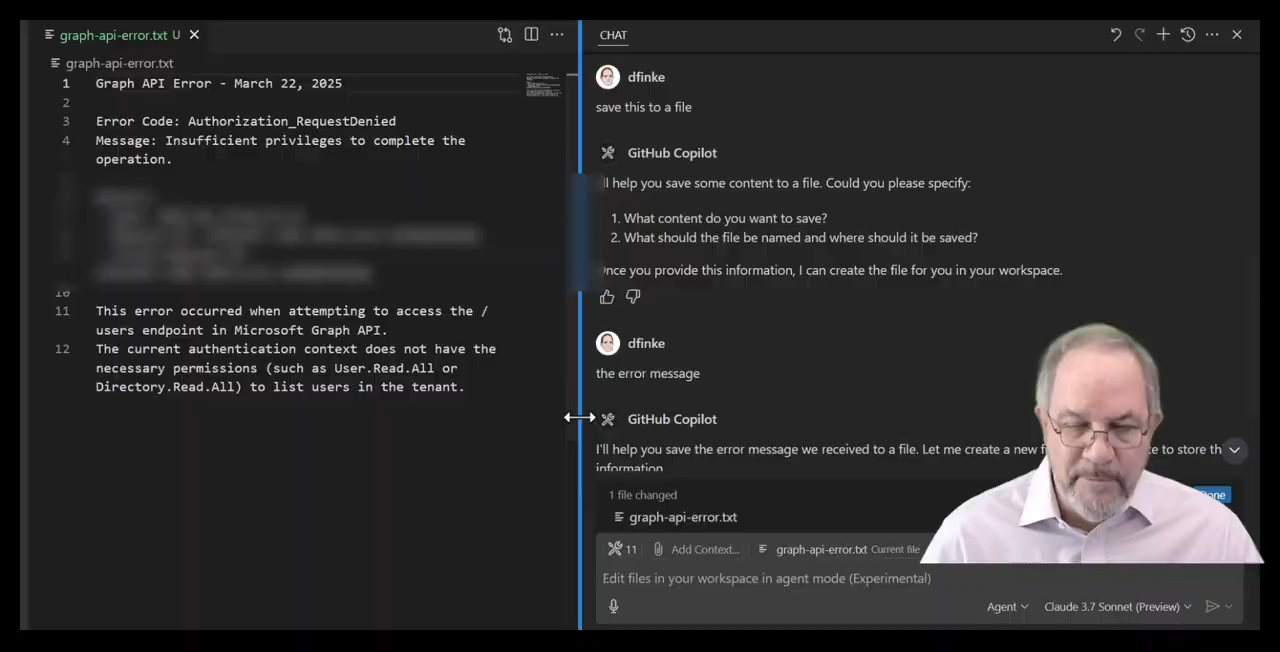 graph-api-error.txt U
graph-api-error.txt
1 Graph API Error - March 22, 2025
2
3 Error Code: Authorization_RequestDenied
4 Message: Insufficient privileges to complete the
operation.
10
11 This error occurred when attempting to access the /
users endpoint in Microsoft Graph API.
12 The current authentication context does not have the
necessary permissions (such as User.Read.All or
Directory.Read.All) to list users in the tenant.
CHAT
dfinke
save this to a file
GitHub Copilot
I'll help you save some content to a file. Could you please specify:
1. What content do you want to save?
2. What should the file be named and where should it be saved?
Once you provide this information, I can create the file for you in your workspace.
dfinke
the error message
GitHub Copilot
I'll help you save the error message we received to a file. Let me create a new to store
information
1 file changed
graph-api-error.txt
11 Add Context... graph-api-error.txt Current file
Edit files in your workspace in agent mode (Experimental)
Agent Claude 3.7 Sonnet (Preview)